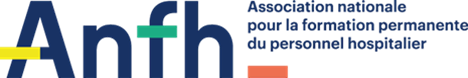 Anfh
Association nationale
pour la formation permanente
du personnel hospitalier